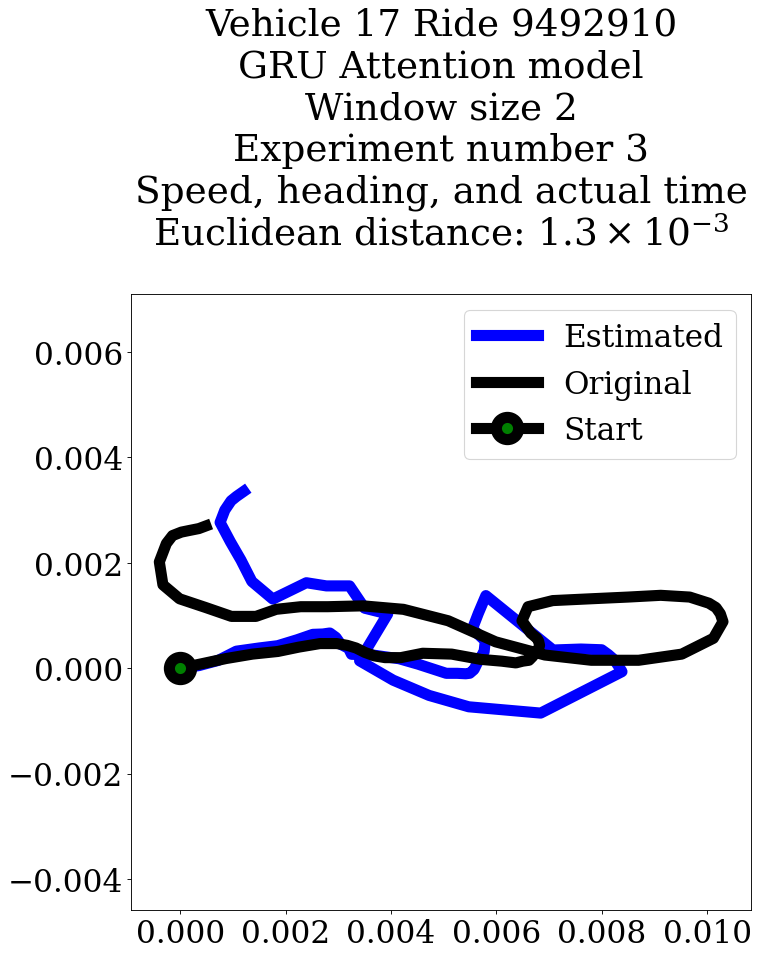 Vehicle 17 Ride 9492910
GRU Attention model
Window size 2
Experiment number 3
Speed, heading, and actual time
Euclidean distance: 1.3 × 10⁻³
Estimated
Original
Start
0.006
0.004
0.002
0.000
−0.002
−0.004
0.000 0.002 0.004 0.006 0.008 0.010